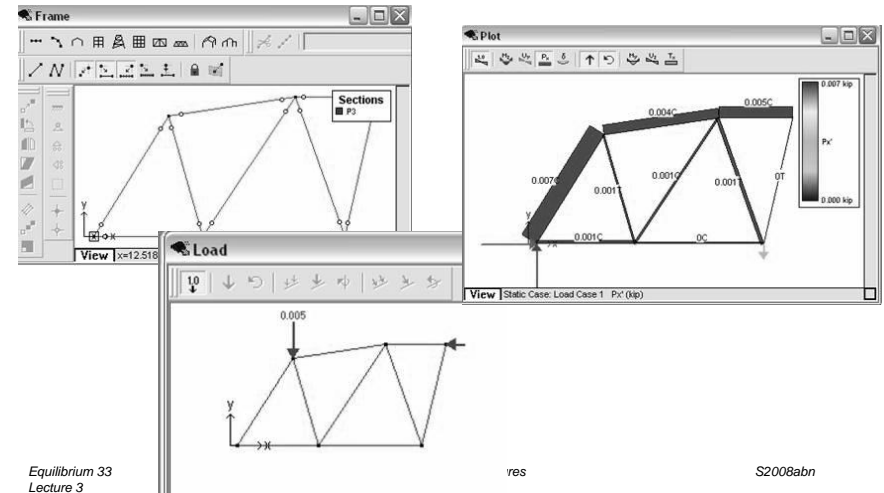 Frame
Sections
P3
y
x
View x=12.518
Plot
0.007 kip
Px'
0.000 kip
0.004C
0.005C
0.007C
0.001T
0.001C
0.001T
0T
0.001C
0C
View Static Case: Load Case 1 Px' (kip)
Load
1.0
0.005
y
Equilibrium 33
Lecture 3
res
S2008abn